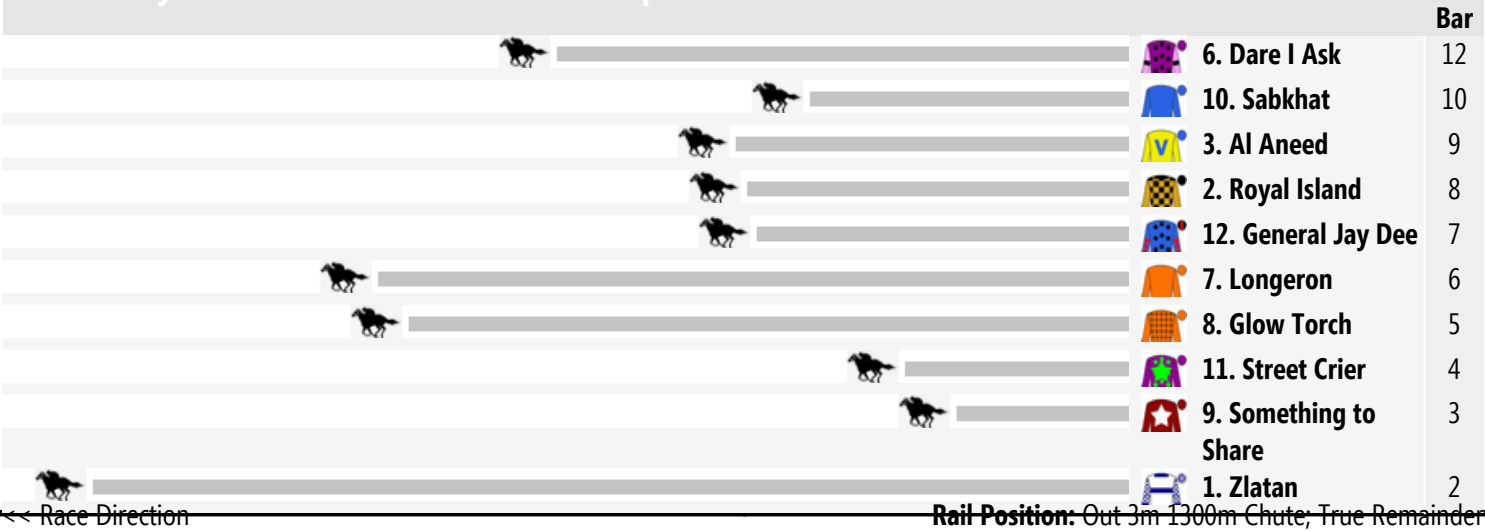 Bar
6. Dare I Ask 12
10. Sabkhat 10
V 3. Al Aneed 9
2. Royal Island 8
12. General Jay Dee 7
7. Longeron 6
8. Glow Torch 5
11. Street Crier 4
9. Something to 3
Share
1. Zlatan 2
<< Race Direction Rail Position: Out 3m 1300m Chute; True Remainder